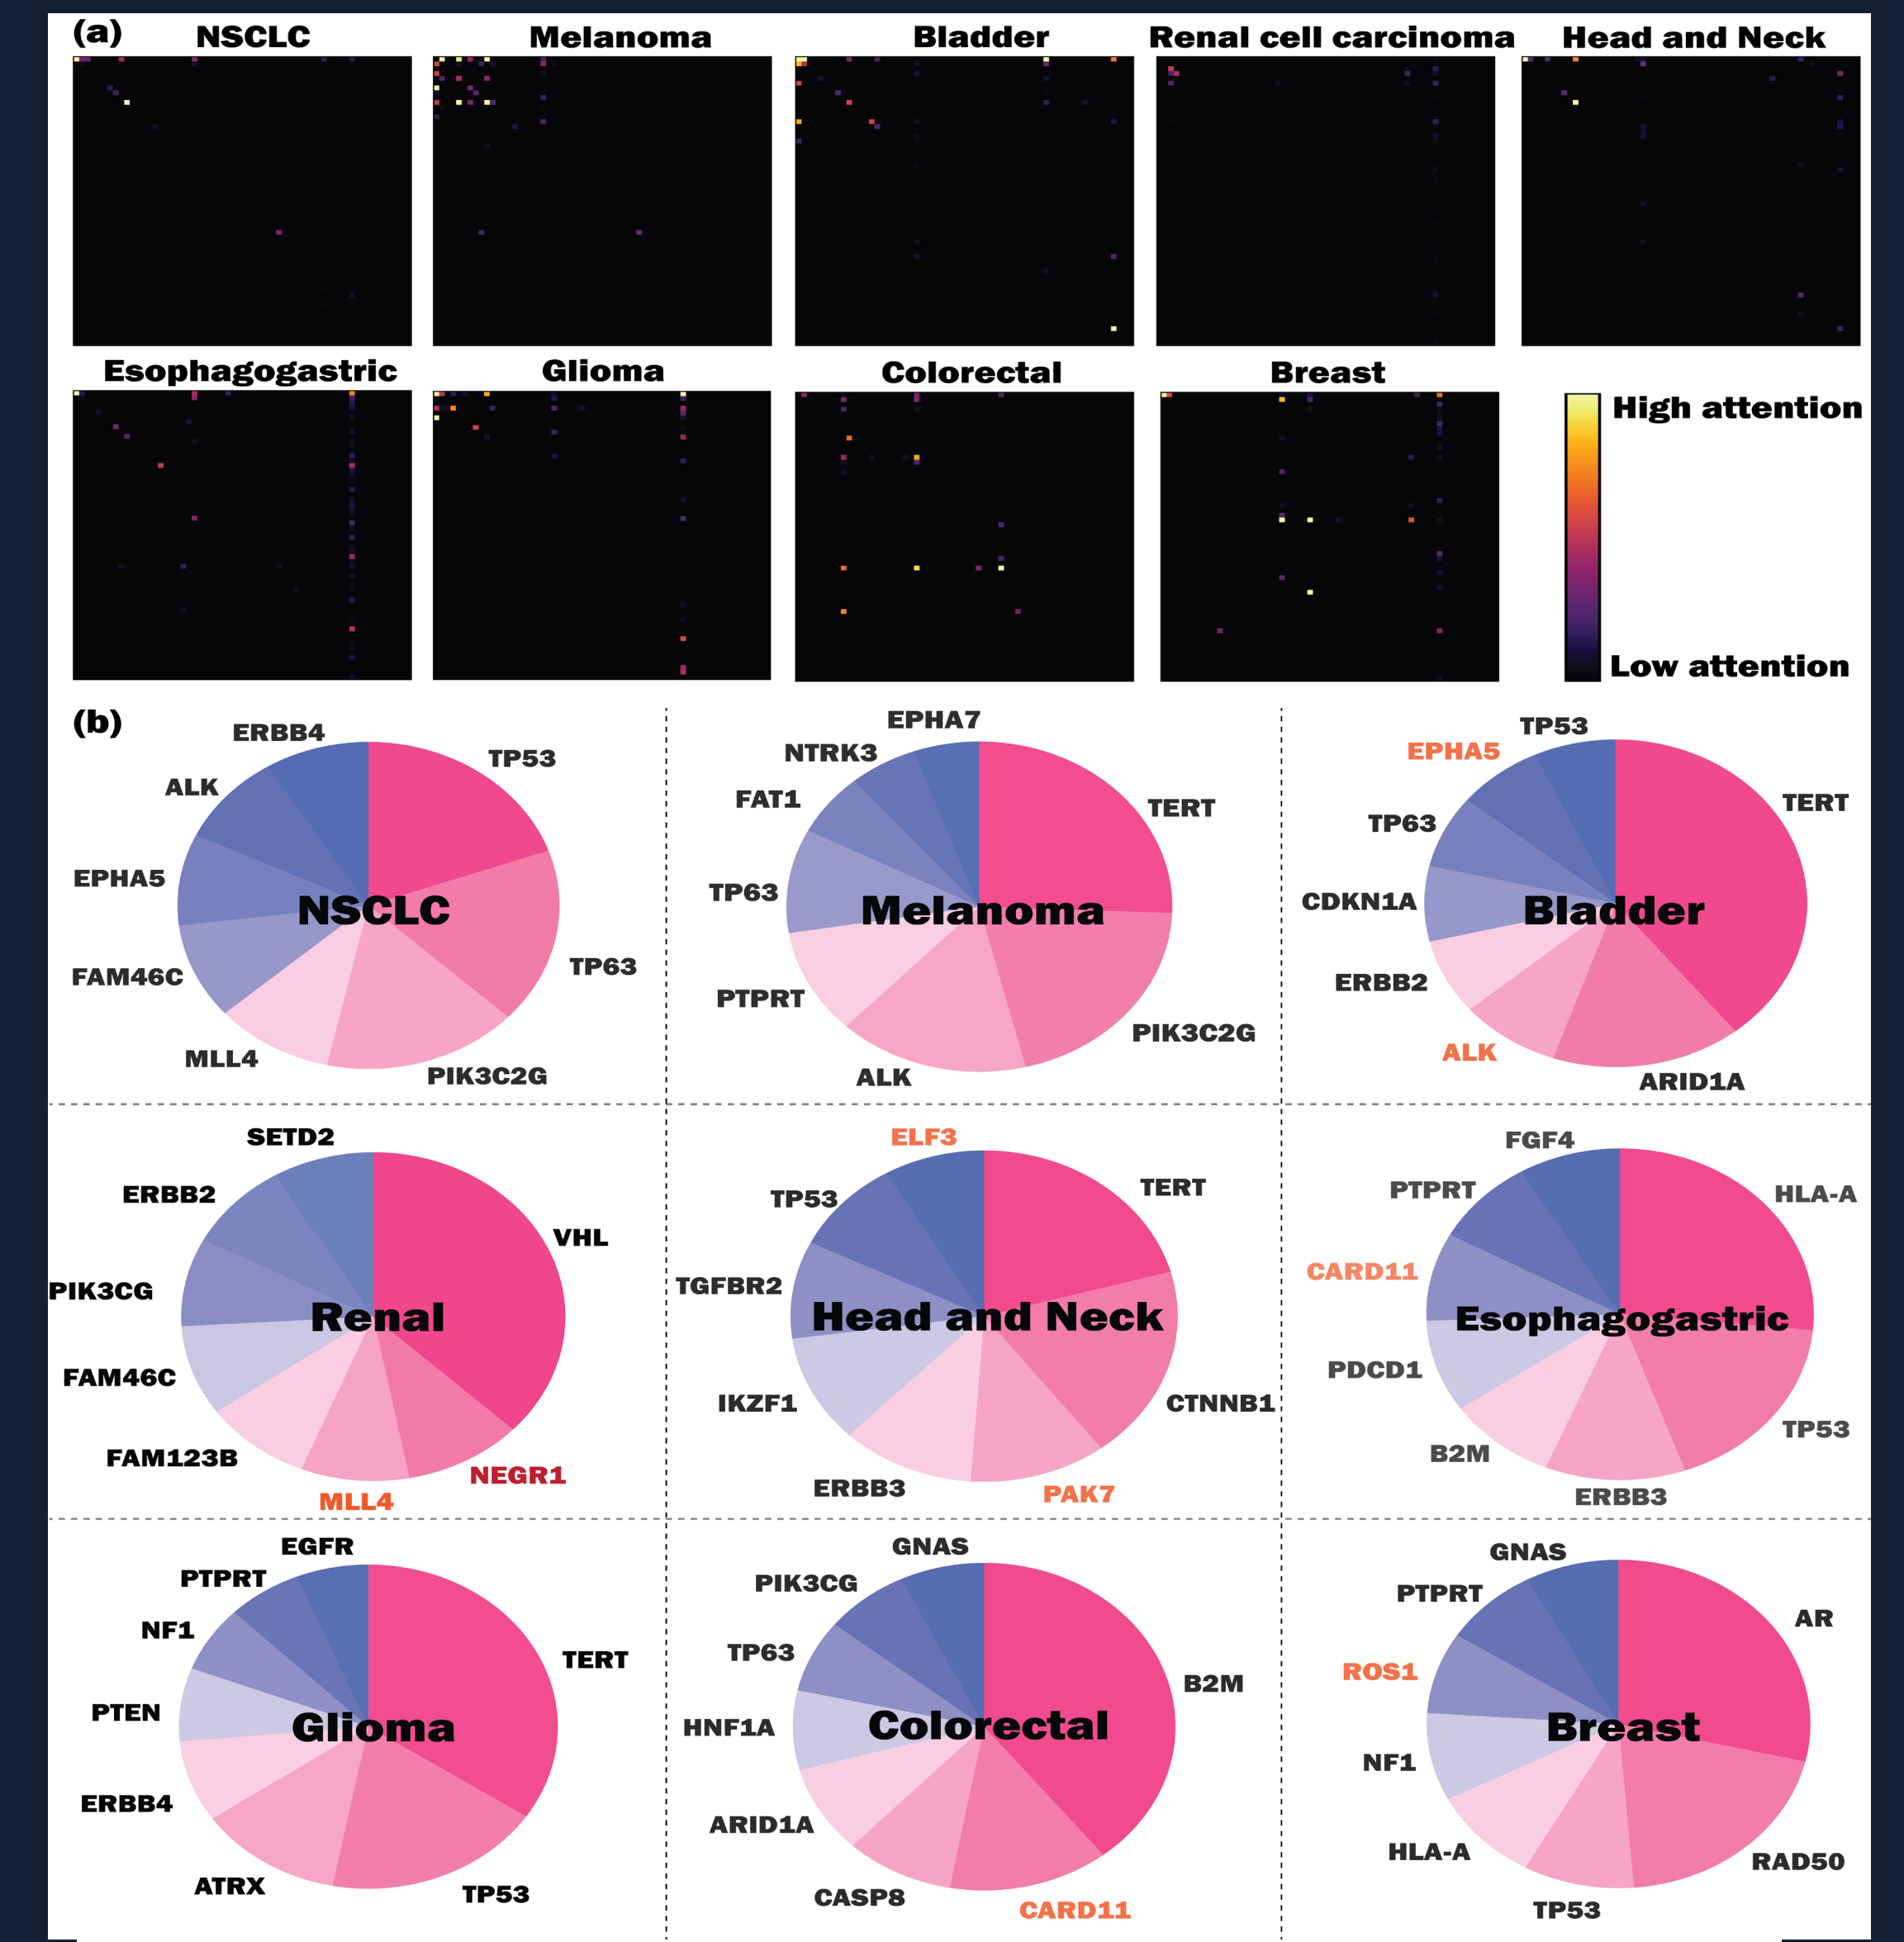 (a)
NSCLC
Melanoma
Bladder
Renal cell carcinoma
Head and Neck
Esophagogastric
Glioma
Colorectal
Breast
High attention
Low attention
(b)
ERBB4
TP53
ALK
EPHA5
NSCLC
FAM46C
TP63
MLL4
PIK3C2G
EPHA7
NTRK3
FAT1
TERT
TP63
Melanoma
PTPRT
PIK3C2G
ALK
TP53
EPHA5
TERT
TP63
CDKN1A
Bladder
ERBB2
ALK
ARID1A
SETD2
ERBB2
VHL
PIK3CG
Renal
FAM46C
FAM123B
NEGR1
MLL4
ELF3
TERT
TP53
TGFBR2
Head and Neck
IKZF1
CTNNB1
ERBB3
PAK7
FGF4
PTPRT
HLA-A
CARD11
Esophagogastric
PDCD1
TP53
B2M
ERBB3
EGFR
PTPRT
NF1
TERT
PTEN
Glioma
ERBB4
ATRX
TP53
GNAS
PIK3CG
TP63
B2M
HNF1A
Colorectal
ARID1A
CASP8
CARD11
GNAS
PTPRT
AR
ROS1
Breast
NF1
HLA-A
RAD50
TP53